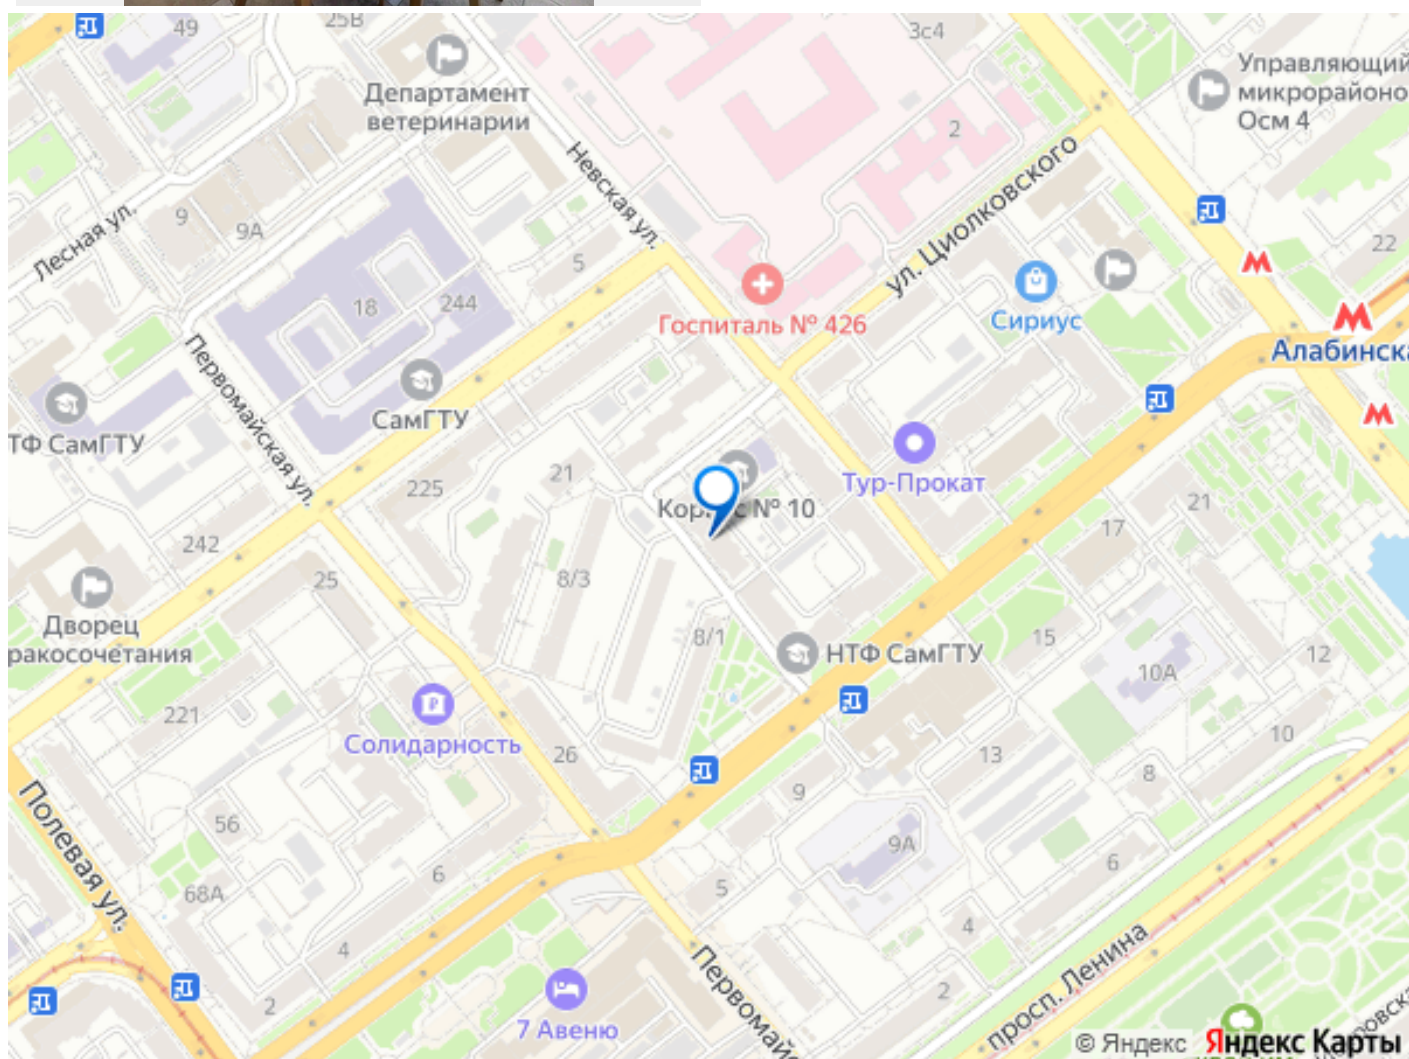 49
25В
3с4
Департамент
ветеринарии
Управляющий
микрорайоно
Осм 4
2
Невская ул.
ул. Циолковского
Лесная ул.
9
9А
5
22
18
244
Госпиталь № 426
Сириус
Алабинска
Первомайская ул.
СамГТУ
ТФ СамГТУ
21
225
Тур-Прокат
Корпус № 10
21
17
242
25
8/3
Дворец
ракосочетания
8/1
НТФ СамГТУ
15
12
10А
221
Солидарность
26
13
10
8
9
Полевая ул.
56
9А
68А
6
5
6
4
4
2
2
7 Авеню
Первомайс
просп. Ленина
© Яндекс Яндекс Карты